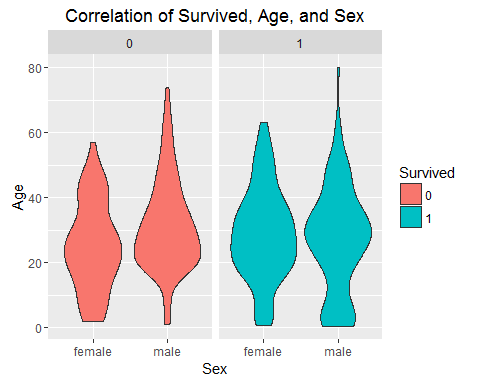 Correlation of Survived, Age, and Sex
0 1
80
60
40
20
0
Age
female male female male
Sex
Survived
0
1